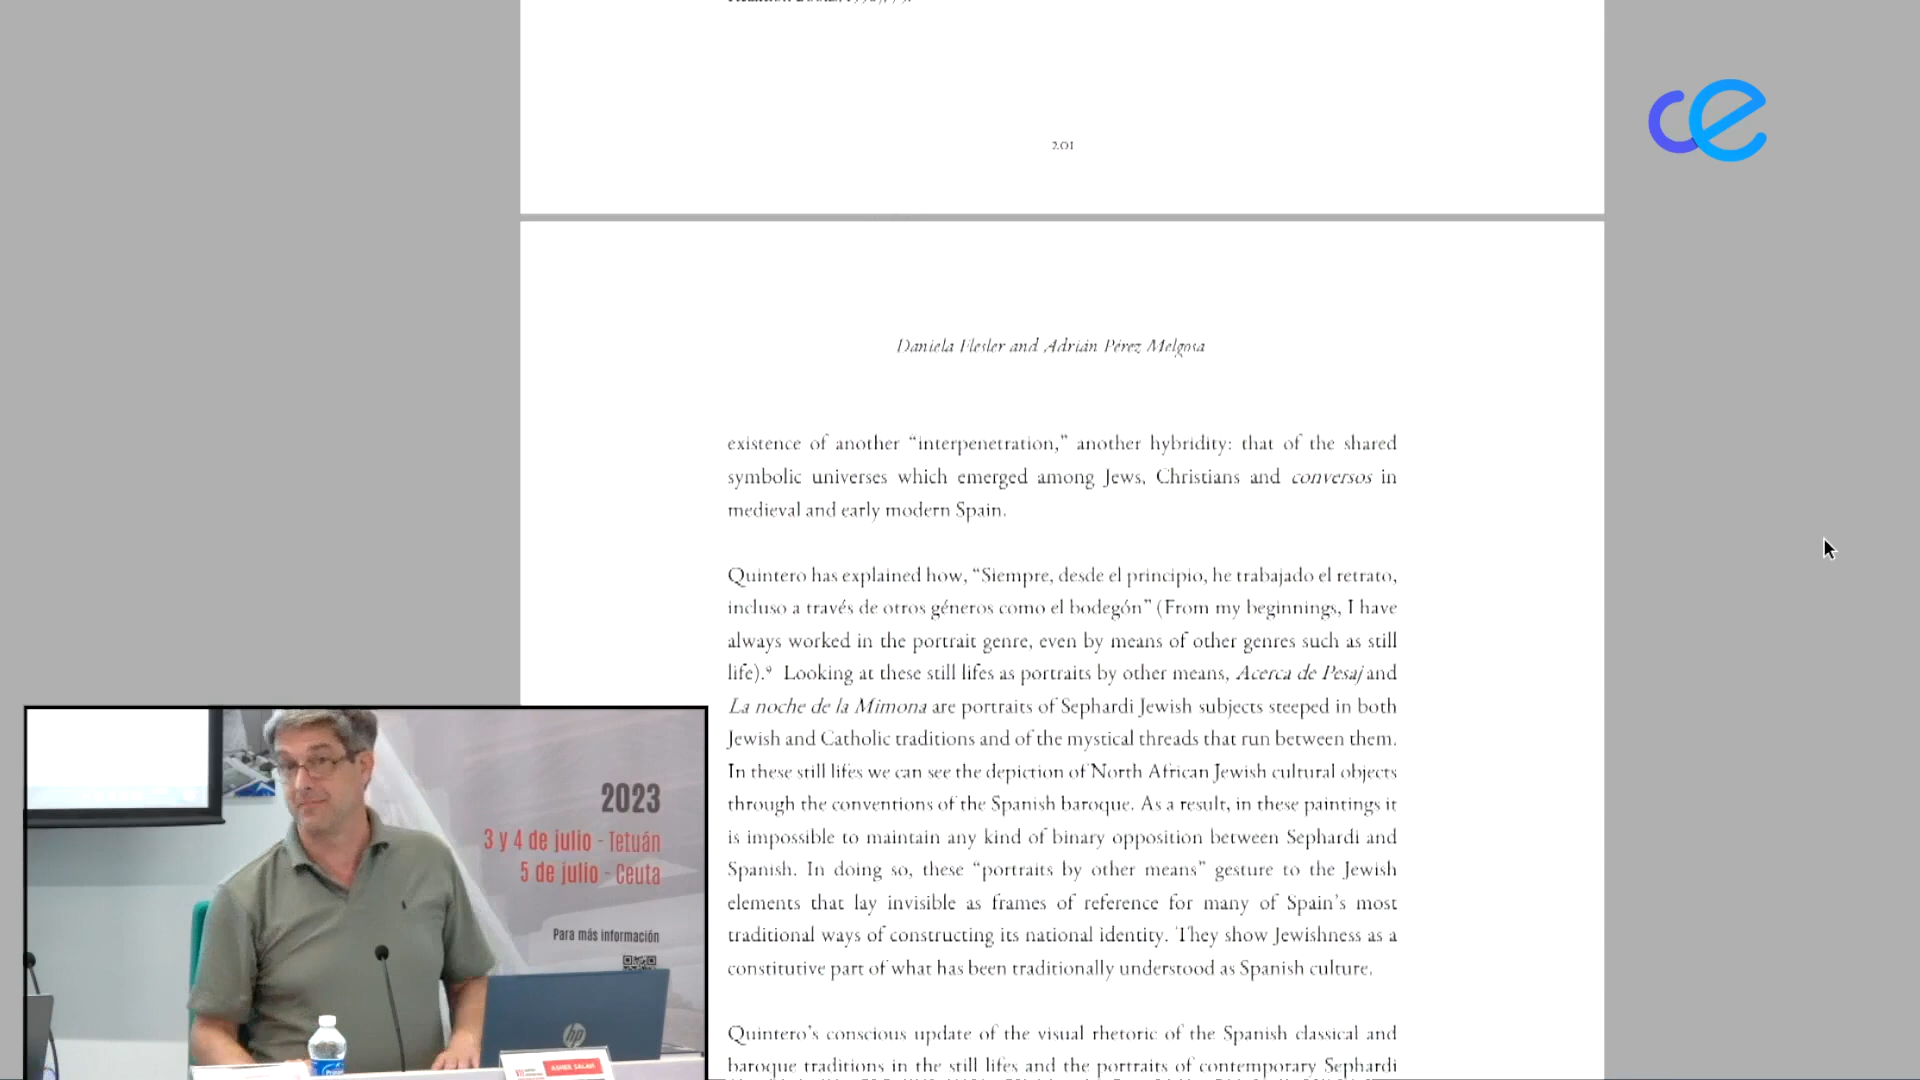 201
Daniela Flesler and Adrián Pérez Melgosa
existence of another “interpenetration,” another hybridity: that of the shared
symbolic universes which emerged among Jews, Christians and conversos in
medieval and early modern Spain.
Quintero has explained how, “Siempre, desde el principio, he trabajado el retrato,
incluso a través de otros géneros como el bodegón” (From my beginnings, I have
always worked in the portrait genre, even by means of other genres such as still
life).⁹ Looking at these still lifes as portraits by other means, Acerca de Pesaj and
La noche de la Mimona are portraits of Sephardi Jewish subjects steeped in both
Jewish and Catholic traditions and of the mystical threads that run between them.
In these still lifes we can see the depiction of North African Jewish cultural objects
through the conventions of the Spanish baroque. As a result, in these paintings it
is impossible to maintain any kind of binary opposition between Sephardi and
Spanish. In doing so, these “portraits by other means” gesture to the Jewish
elements that lay invisible as frames of reference for many of Spain’s most
traditional ways of constructing its national identity. They show Jewishness as a
constitutive part of what has been traditionally understood as Spanish culture.
Quintero’s conscious update of the visual rhetoric of the Spanish classical and
baroque traditions in the still lifes and the portraits of contemporary Sephardi
ce
2023
3 y 4 de julio - Tetuán
5 de julio - Ceuta
Para más información
hp
ASHER SALAH